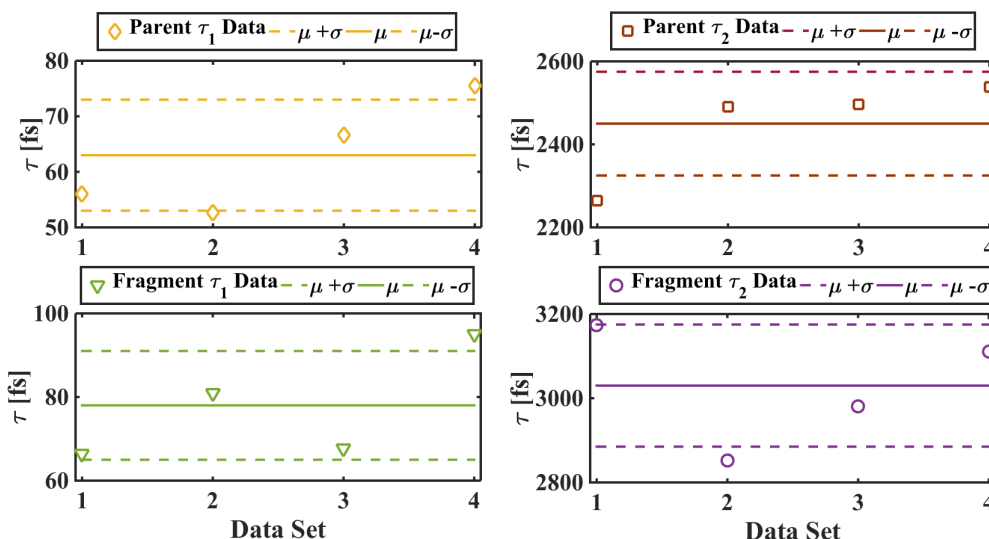 Parent τ1 Data μ +σ μ μ-σ
80
70
60
50
τ [fs]
1 2 3 4
Parent τ2 Data μ +σ μ μ -σ
2600
2400
2200
τ [fs]
1 2 3 4
Fragment τ1 Data μ +σ μ μ -σ
100
80
60
τ [fs]
1 2 3 4
Data Set
Fragment τ2 Data μ +σ μ μ -σ
3200
3000
2800
τ [fs]
1 2 3 4
Data Set